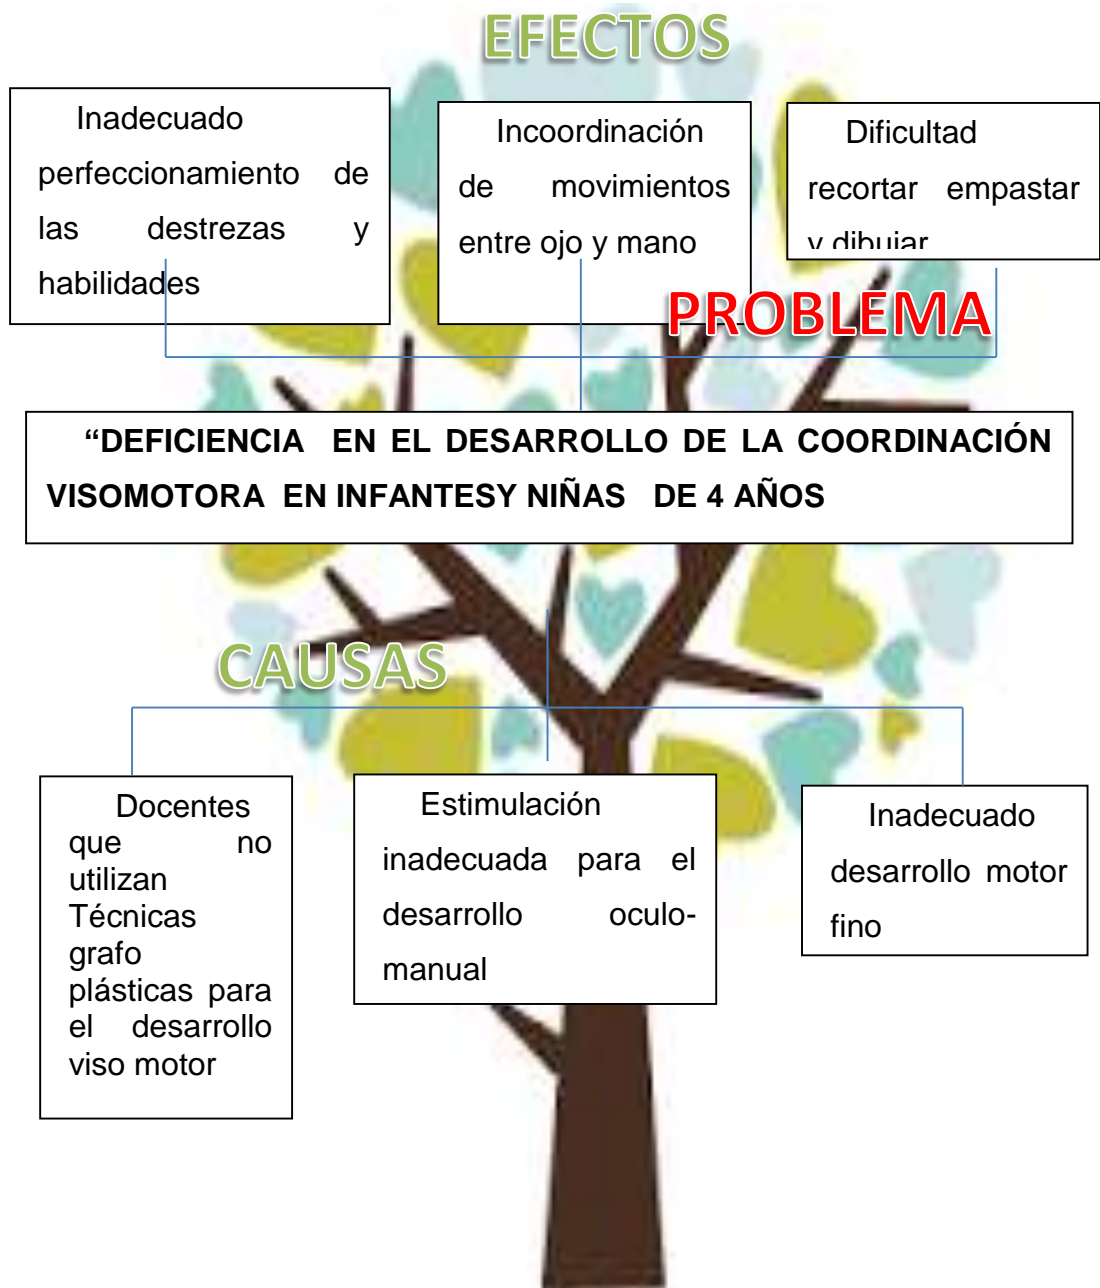 EFECTOS
Inadecuado
perfeccionamiento de
las destrezas y
habilidades
Incoordinación
de movimientos
entre ojo y mano
Dificultad
recortar empastar
y dibujar
PROBLEMA
“DEFICIENCIA EN EL DESARROLLO DE LA COORDINACIÓN
VISOMOTORA EN INFANTESY NIÑAS DE 4 AÑOS
CAUSAS
Docentes
que no
utilizan
Técnicas
grafo
plásticas para
el desarrollo
viso motor
Estimulación
inadecuada para el
desarrollo oculo-
manual
Inadecuado
desarrollo motor
fino